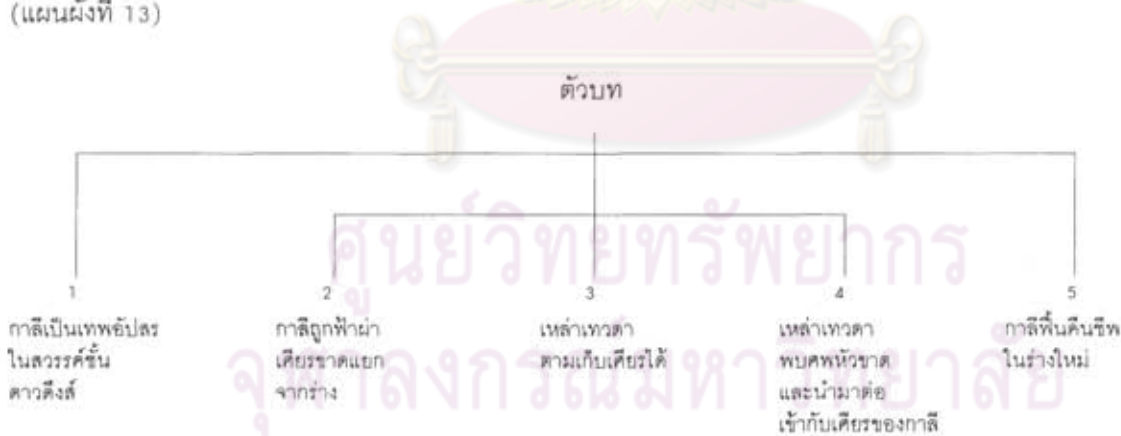 (แผนผังที่ 13)
ตัวบท
1
กาลีเป็นเทพอัปสร
ในสวรรค์ชั้น
ดาวดึงส์
2
กาลีถูกฟ้าผ่า
เศียรขาดแยก
จากร่าง
3
เหล่าเทวดา
ตามเก็บเศียรได้
4
เหล่าเทวดา
พบศพหัวขาด
และนำมาต่อ
เข้ากับเศียรของกาลี
5
กาลีฟื้นคืนชีพ
ในร่างใหม่
ศูนย์วิทยทรัพยากร
จุฬาลงกรณ์มหาวิทยาลัย